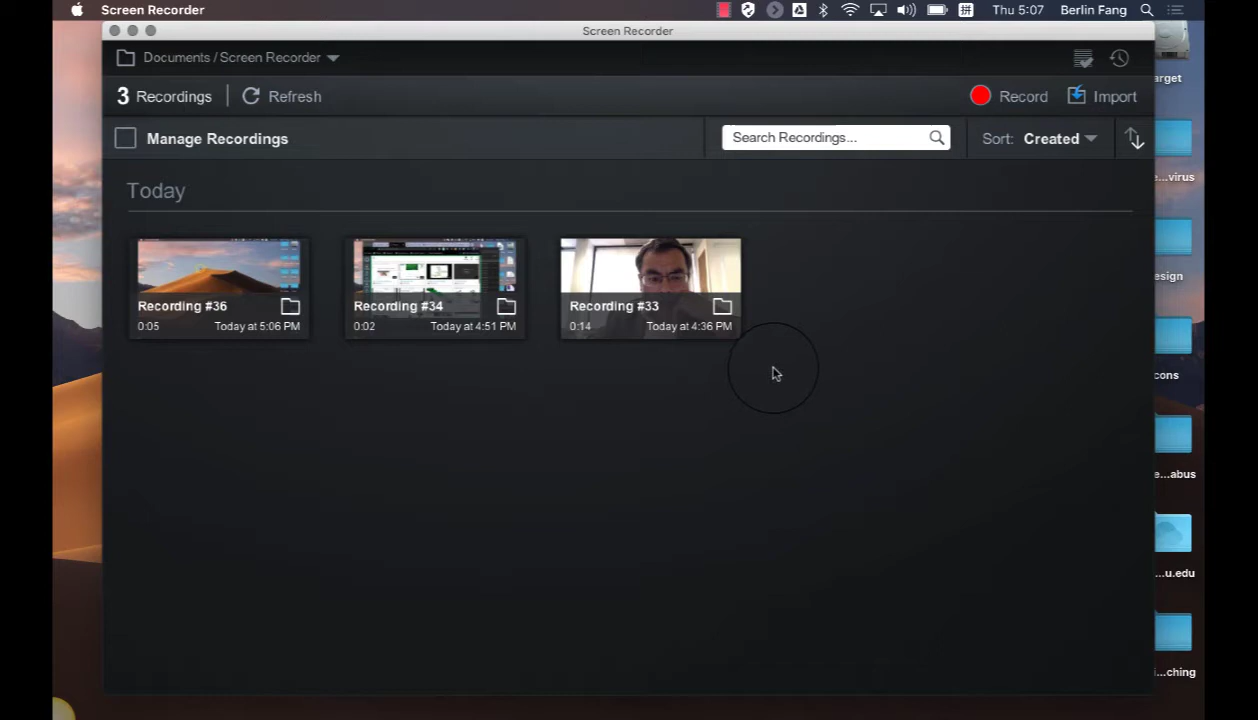 Screen Recorder
Thu 5:07
Berlin Fang
Screen Recorder
Documents / Screen Recorder
3 Recordings
Refresh
Record
Import
Manage Recordings
Search Recordings...
Sort: Created
Today
Recording #36
0:05
Today at 5:06 PM
Recording #34
0:02
Today at 4:51 PM
Recording #33
0:14
Today at 4:36 PM
arget
e...virus
esign
cons
e...abus
...u.edu
i...ching